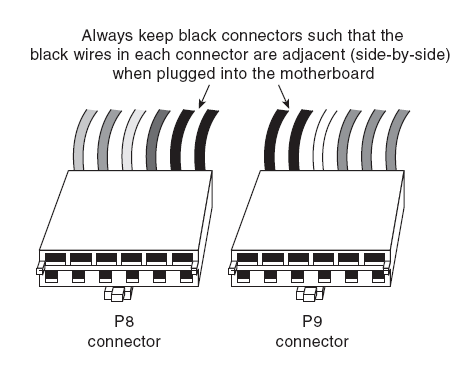 Always keep black connectors such that the
black wires in each connector are adjacent (side-by-side)
when plugged into the motherboard
P8
connector
P9
connector